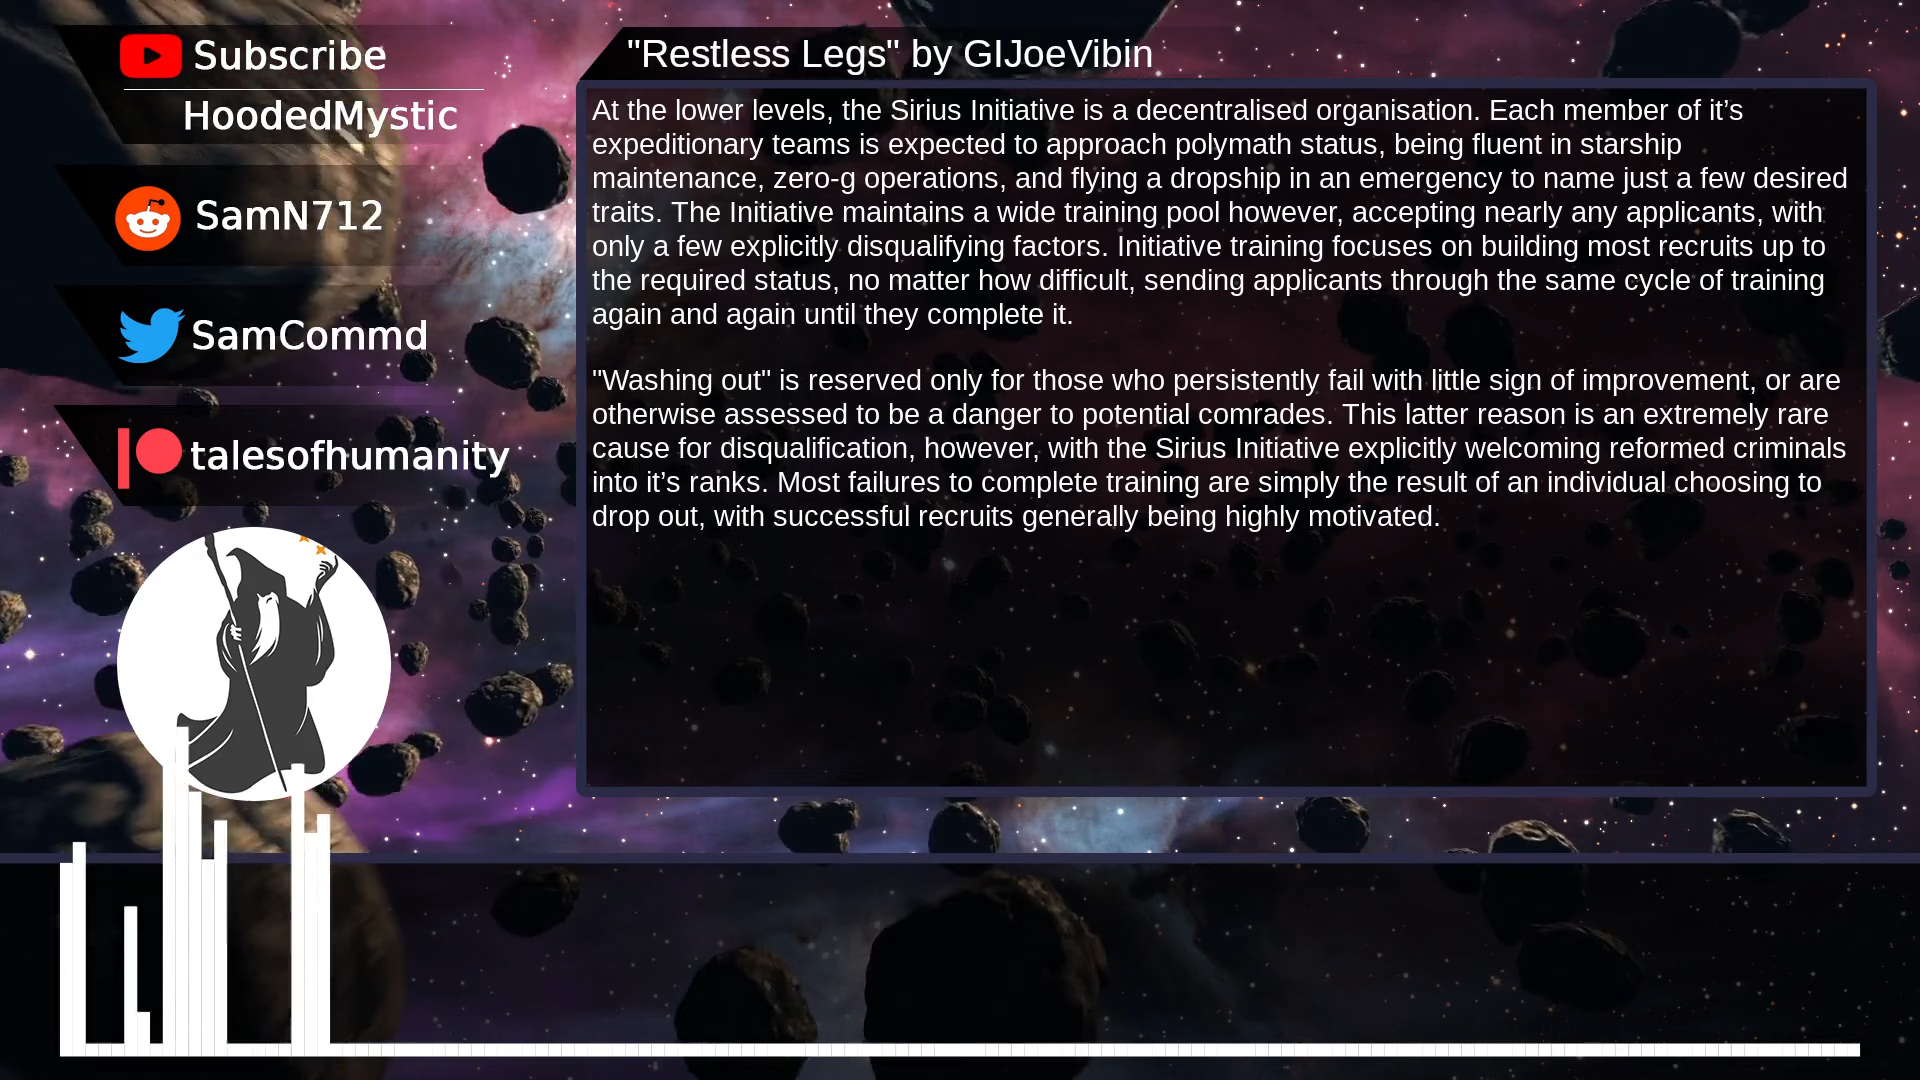 Subscribe
HoodedMystic
SamN712
SamCommd
talesofhumanity
"Restless Legs" by GIJoeVibin
At the lower levels, the Sirius Initiative is a decentralised organisation. Each member of it’s
expeditionary teams is expected to approach polymath status, being fluent in starship
maintenance, zero-g operations, and flying a dropship in an emergency to name just a few desired
traits. The Initiative maintains a wide training pool however, accepting nearly any applicants, with
only a few explicitly disqualifying factors. Initiative training focuses on building most recruits up to
the required status, no matter how difficult, sending applicants through the same cycle of training
again and again until they complete it.
"Washing out" is reserved only for those who persistently fail with little sign of improvement, or are
otherwise assessed to be a danger to potential comrades. This latter reason is an extremely rare
cause for disqualification, however, with the Sirius Initiative explicitly welcoming reformed criminals
into it’s ranks. Most failures to complete training are simply the result of an individual choosing to
drop out, with successful recruits generally being highly motivated.